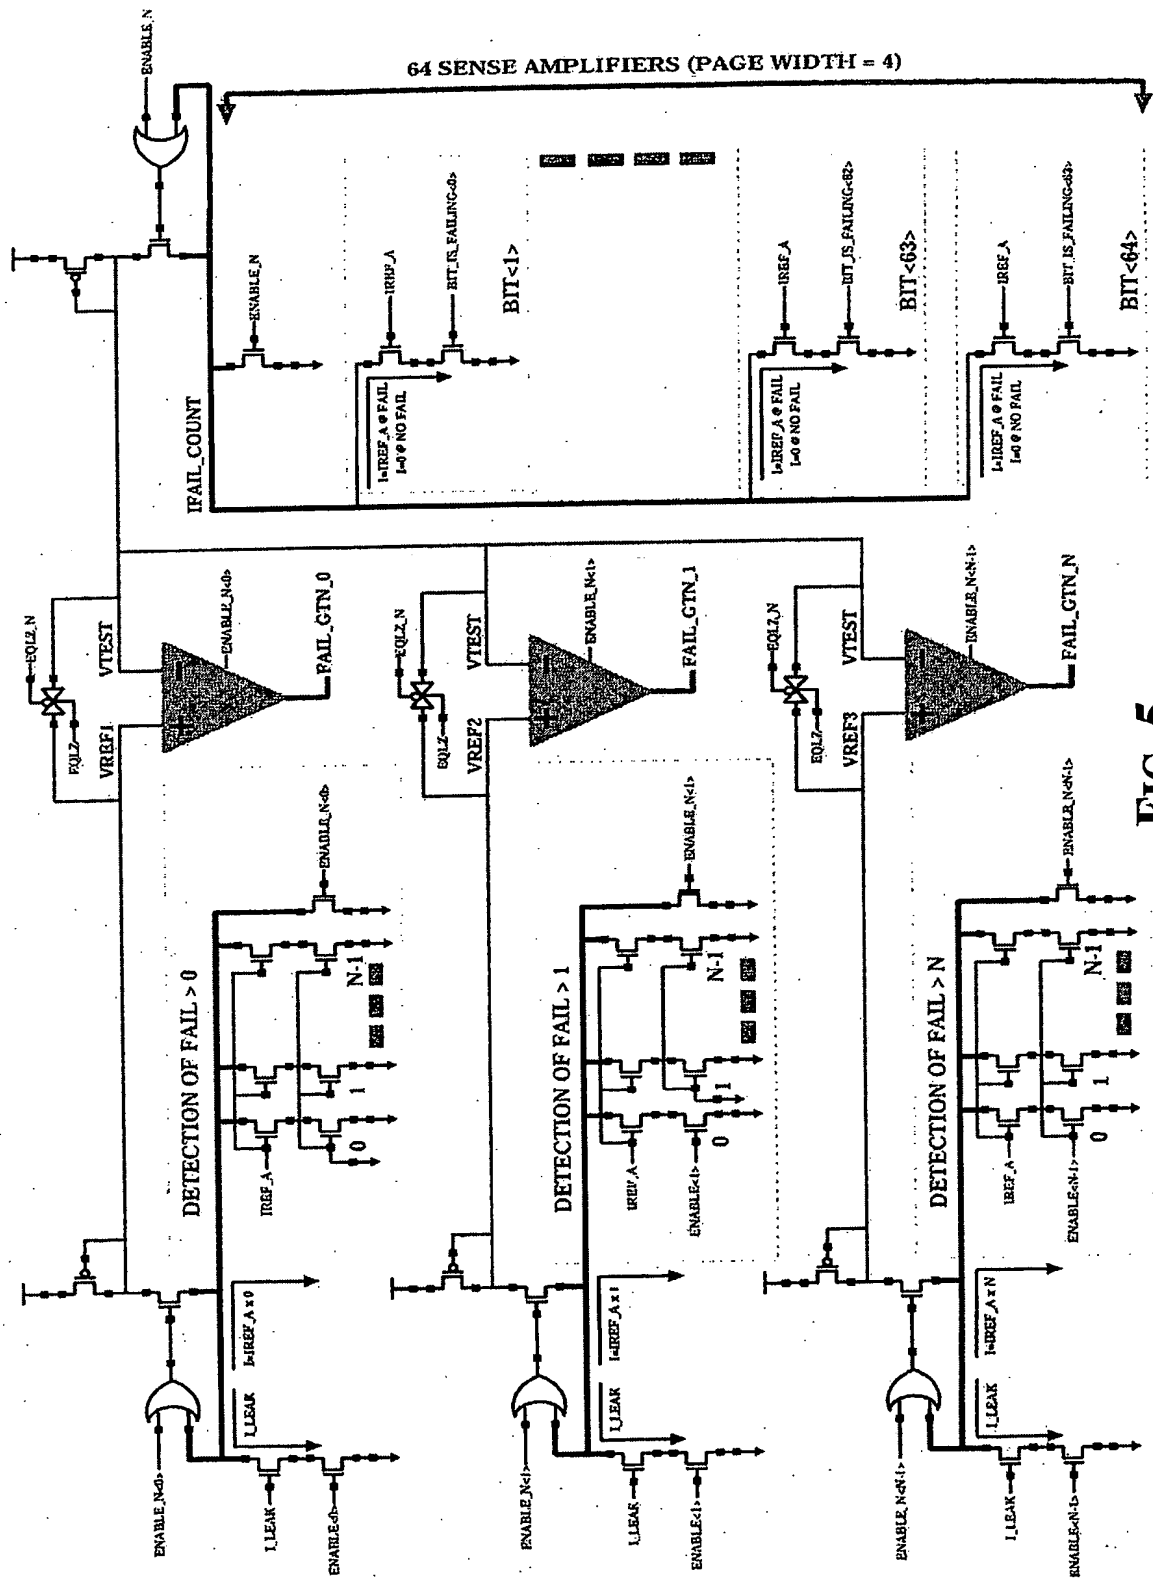 ENABLE_N
64 SENSE AMPLIFIERS (PAGE WIDTH = 4)
IFAIL_COUNT
ENABLE_N
I=IREF_A @ FAIL
I=0 @ NO FAIL
IREF_A
BIT_IS_FAILING<0>
BIT<1>
I=IREF_A @ FAIL
I=0 @ NO FAIL
IREF_A
BIT_IS_FAILING<62>
BIT<63>
I=IREF_A @ FAIL
I=0 @ NO FAIL
IREF_A
BIT_IS_FAILING<63>
BIT<64>
EQLZ_N
EQLZ
VREF1
VTEST
+
−
ENABLE_N<0>
FAIL_GTN_0
EQLZ_N
EQLZ
VREF2
VTEST
+
−
ENABLE_N<1>
FAIL_GTN_1
EQLZ_N
EQLZ
VREF3
VTEST
+
−
ENABLE_N<N-1>
FAIL_GTN_N
DETECTION OF FAIL > 0
ENABLE_N<0>
I_LEAK
I=IREF_A x 0
I_LEAK
ENABLE<0>
IREF_A
0
1
N-1
ENABLE_N<0>
DETECTION OF FAIL > 1
ENABLE_N<1>
I_LEAK
I=IREF_A x 1
I_LEAK
ENABLE<1>
IREF_A
ENABLE<1>
0
1
N-1
ENABLE_N<1>
DETECTION OF FAIL > N
ENABLE_N<N-1>
I_LEAK
I=IREF_A x N
I_LEAK
ENABLE<N-1>
IREF_A
ENABLE<N-1>
0
1
N-1
ENABLE_N<N-1>
FIG. 5